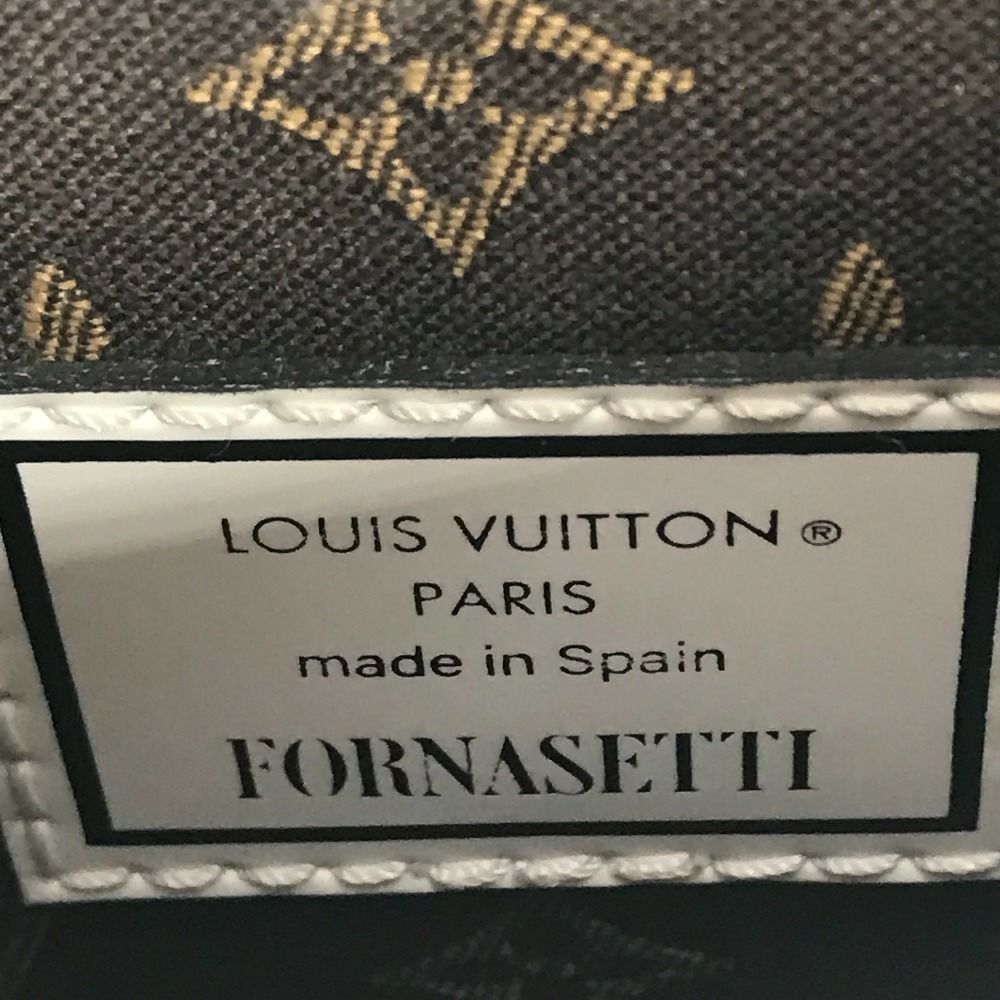 LOUIS VUITTON ®
PARIS
made in Spain
FORNASETTI